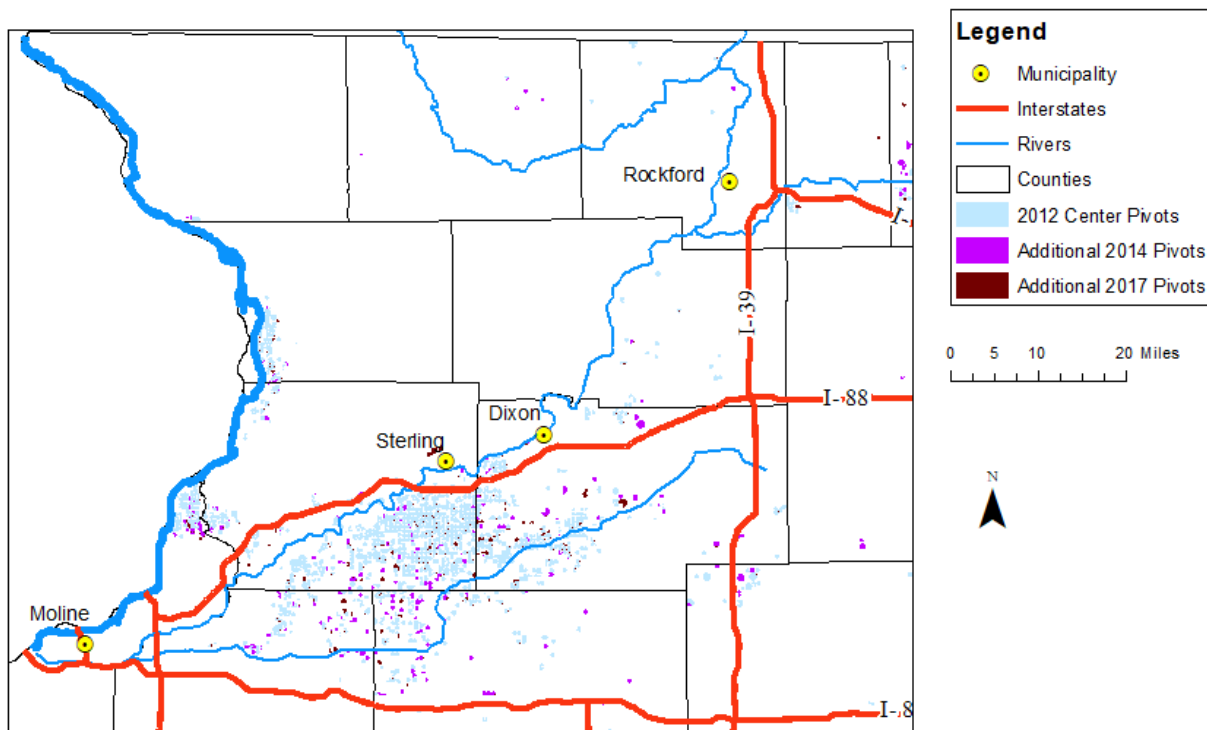 Rockford
I-
I-39
I-88
Dixon
Sterling
Moline
I-8
Legend
Municipality
Interstates
Rivers
Counties
2012 Center Pivots
Additional 2014 Pivots
Additional 2017 Pivots
0 5 10 20 Miles
N